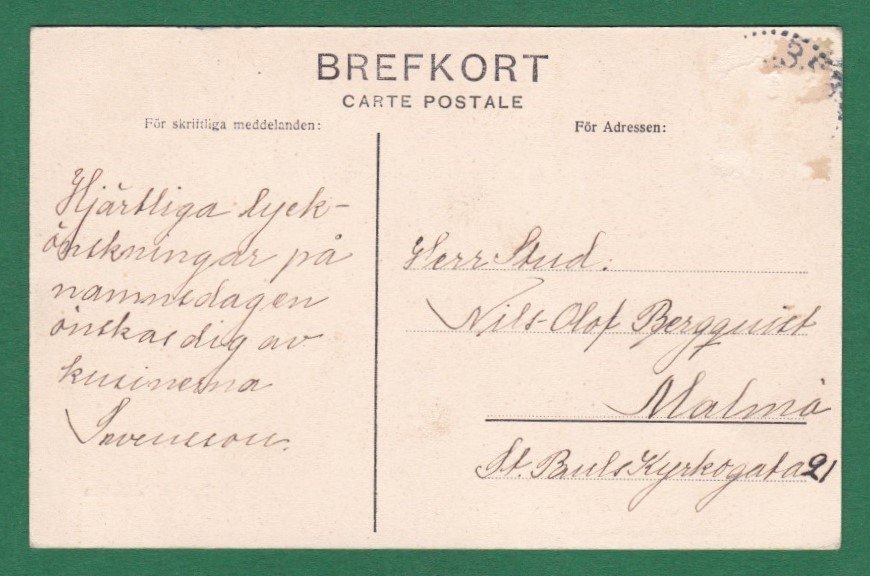 BREFKORT
CARTE POSTALE
För skriftliga meddelanden:
Hjärtliga lyck-
önskningar på
namnsdagen
önskas dig av
kusinerna
Svensson.
För Adressen:
Herr Stud.
Nils-Olof Bergquist
Malmö
St. Pauls Kyrkogata 21